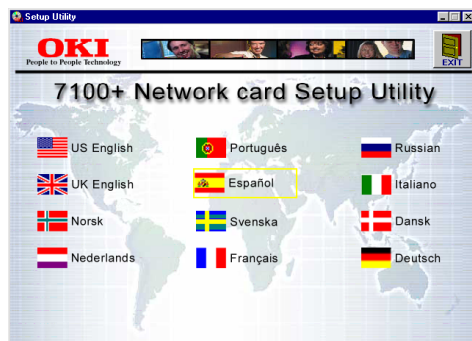 Setup Utility
OKI
People to People Technology
EXIT
7100+ Network card Setup Utility
US English
Português
Russian
UK English
Español
Italiano
Norsk
Svenska
Dansk
Nederlands
Français
Deutsch